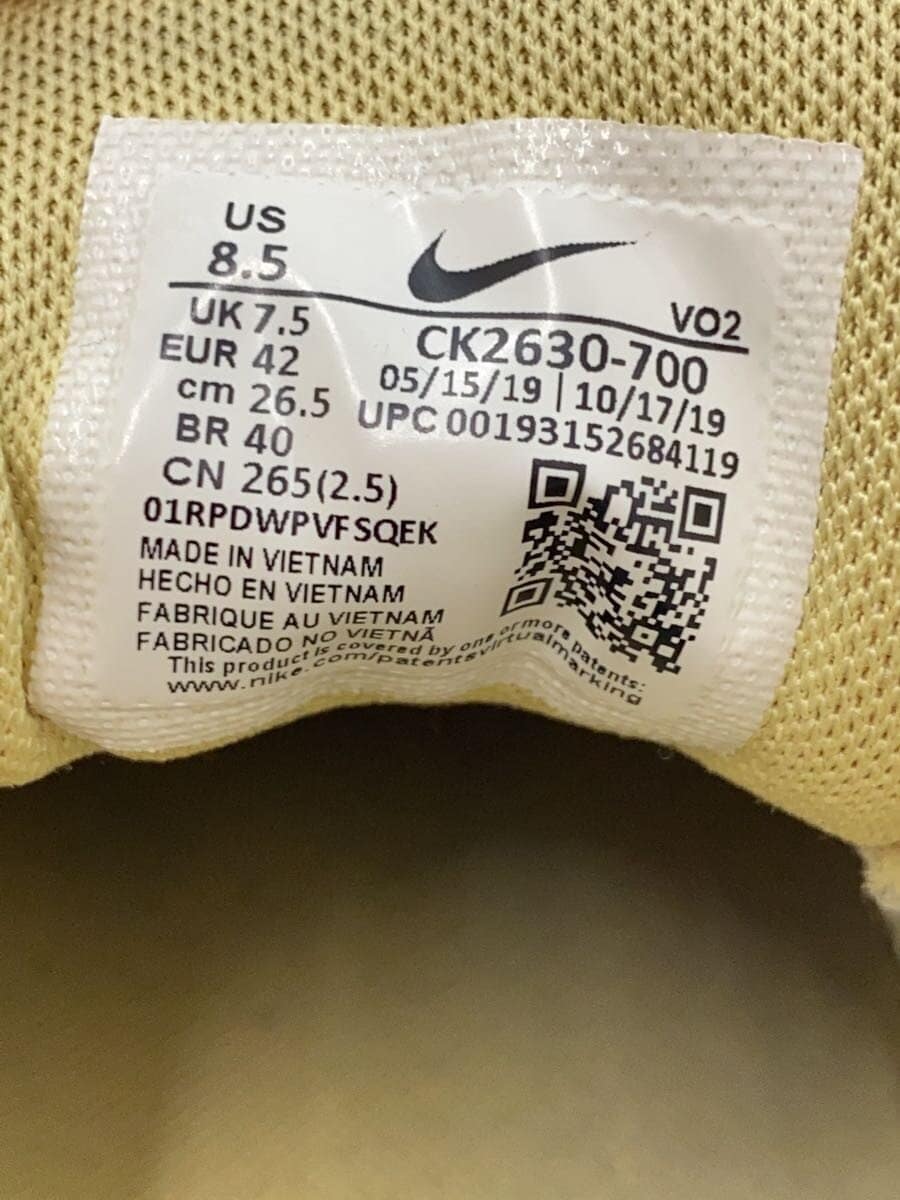 US
8.5
VO2
UK 7.5
EUR 42
cm 26.5
BR 40
CN 265(2.5)
CK2630-700
05/15/19 | 10/17/19
UPC 00193152684119
01RPDWPVFSQEK
MADE IN VIETNAM
HECHO EN VIETNAM
FABRIQUE AU VIETNAM
FABRICADO NO VIETNÃ
This product is covered by one or more patents:
www.nike.com/patentsvirtualmarking